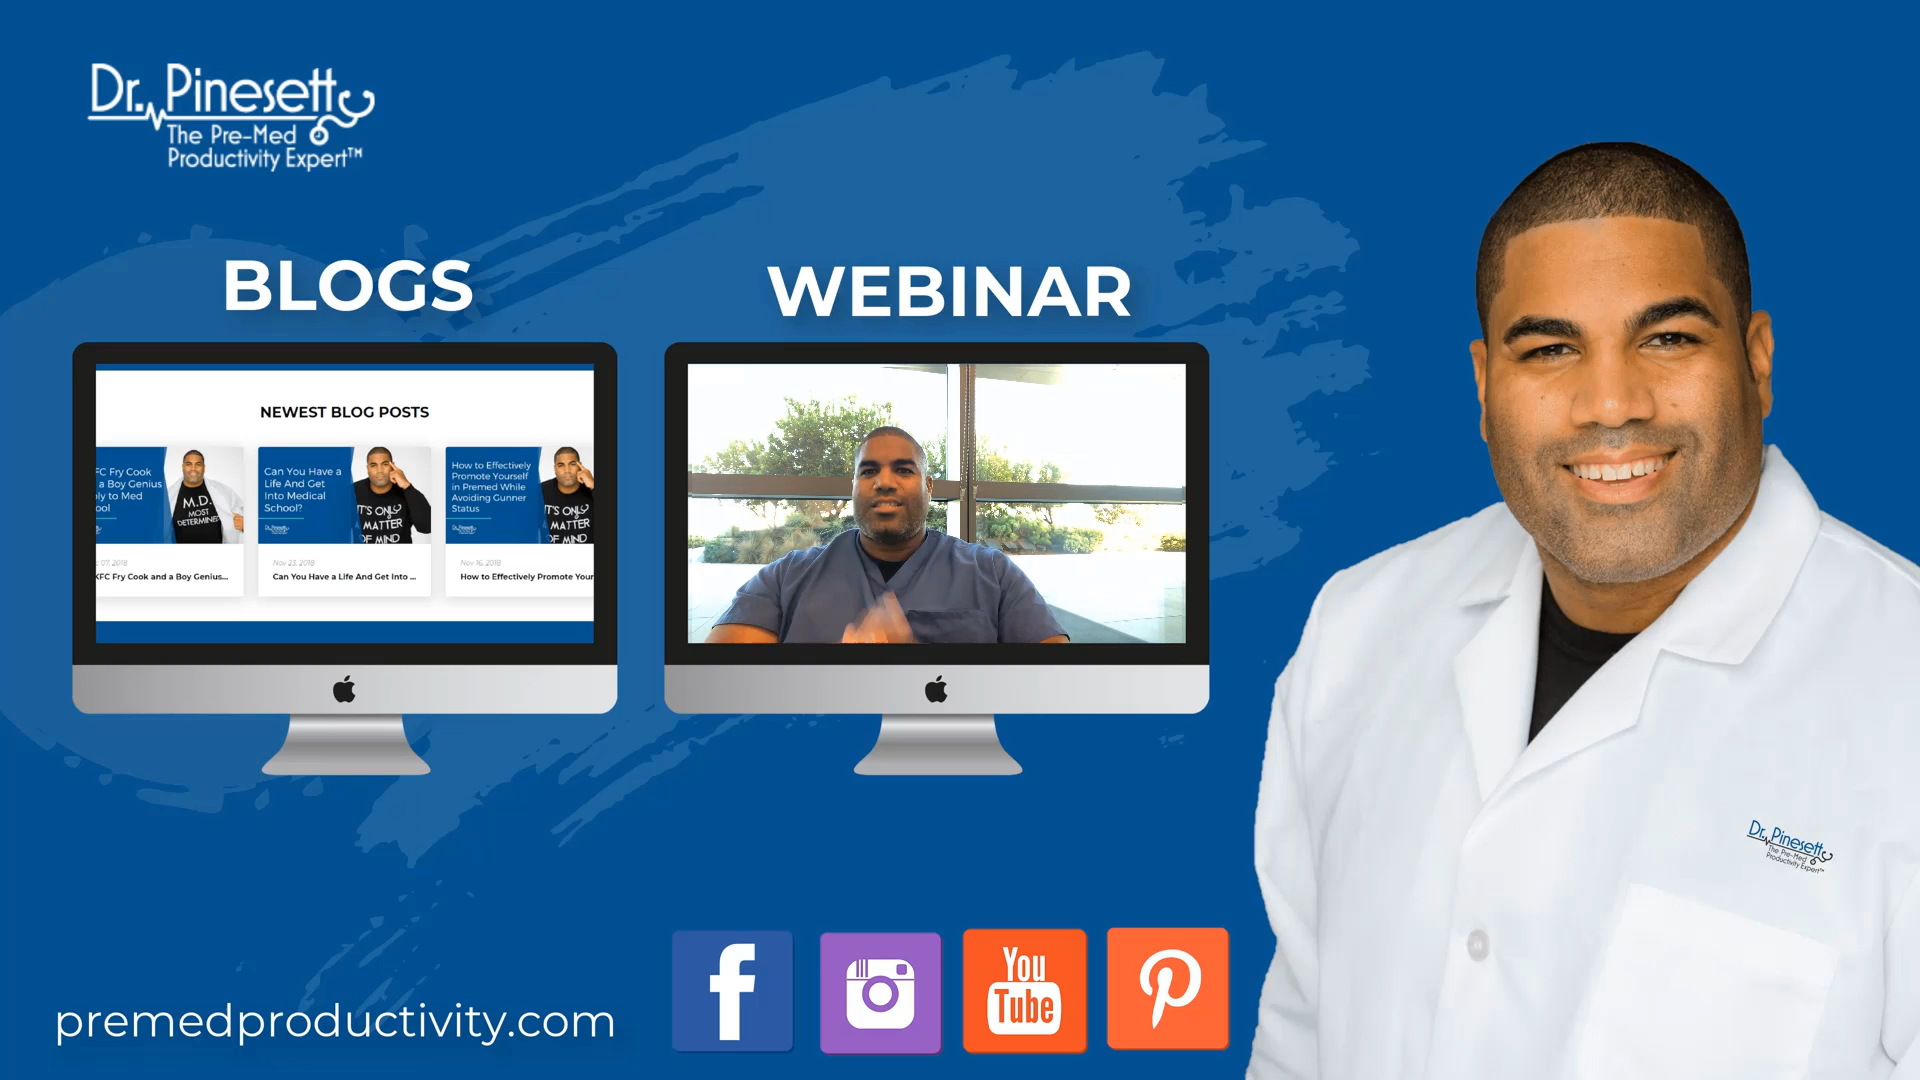 Dr. Pinesett
The Pre-Med
Productivity Expert™
BLOGS
WEBINAR
NEWEST BLOG POSTS
FC Fry Cook
a Boy Genius
ly to Med
ool
M.D.
MOST
DETERMINED
07, 2018
KFC Fry Cook and a Boy Genius...
Can You Have a
Life And Get
Into Medical
School?
IT'S ONLY
MATTER
OF MIND
Nov 23, 2018
Can You Have a Life And Get Into ...
How to Effectively
Promote Yourself
in Premed While
Avoiding Gunner
Status
IT'S ONLY
MATTER
OF MIND
Nov 16, 2018
How to Effectively Promote Your
Dr. Pinesett
The Pre-Med
Productivity Expert™
premedproductivity.com
You
Tube